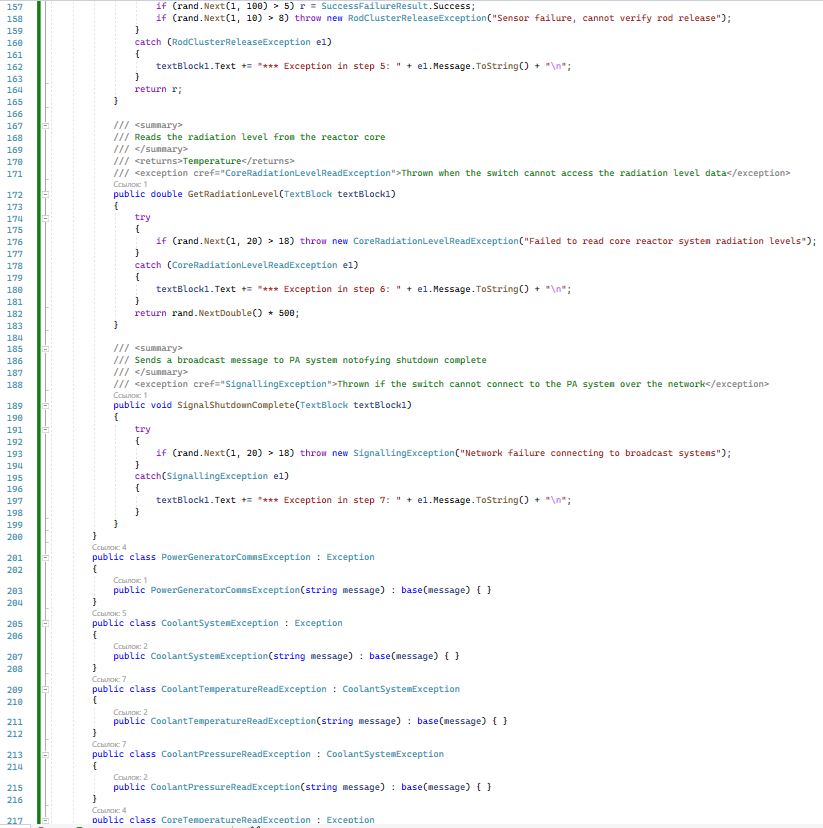 157 if (rand.Next(1, 100) > 5) r = SuccessFailureResult.Success;
158 if (rand.Next(1, 10) > 8) throw new RodClusterReleaseException("Sensor failure, cannot verify rod release");
159 }
160 catch (RodClusterReleaseException e1)
161 {
162 textBlock1.Text += "*** Exception in step 5: " + e1.Message.ToString() + "\n";
163 }
164 return r;
165 }
166
167 /// <summary>
168 /// Reads the radiation level from the reactor core
169 /// </summary>
170 /// <returns>Temperature</returns>
171 /// <exception cref="CoreRadiationLevelReadException">Thrown when the switch cannot access the radiation level data</exception>
Ссылок: 1
172 public double GetRadiationLevel(TextBlock textBlock1)
173 {
174 try
175 {
176 if (rand.Next(1, 20) > 18) throw new CoreRadiationLevelReadException("Failed to read core reactor system radiation levels");
177 }
178 catch (CoreRadiationLevelReadException e1)
179 {
180 textBlock1.Text += "*** Exception in step 6: " + e1.Message.ToString() + "\n";
181 }
182 return rand.NextDouble() * 500;
183 }
184
185 /// <summary>
186 /// Sends a broadcast message to PA system notofying shutdown complete
187 /// </summary>
188 /// <exception cref="SignallingException">Thrown if the switch cannot connect to the PA system over the network</exception>
Ссылок: 1
189 public void SignalShutdownComplete(TextBlock textBlock1)
190 {
191 try
192 {
193 if (rand.Next(1, 20) > 18) throw new SignallingException("Network failure connecting to broadcast systems");
194 }
195 catch(SignallingException e1)
196 {
197 textBlock1.Text += "*** Exception in step 7: " + e1.Message.ToString() + "\n";
198 }
199 }
200 }
Ссылок: 4
201 public class PowerGeneratorCommsException : Exception
202 {
Ссылок: 1
203 public PowerGeneratorCommsException(string message) : base(message) { }
204 }
Ссылок: 5
205 public class CoolantSystemException : Exception
206 {
Ссылок: 2
207 public CoolantSystemException(string message) : base(message) { }
208 }
Ссылок: 7
209 public class CoolantTemperatureReadException : CoolantSystemException
210 {
Ссылок: 2
211 public CoolantTemperatureReadException(string message) : base(message) { }
212 }
Ссылок: 7
213 public class CoolantPressureReadException : CoolantSystemException
214 {
Ссылок: 2
215 public CoolantPressureReadException(string message) : base(message) { }
216 }
Ссылок: 4
217 public class CoreTemperatureReadException : Exception